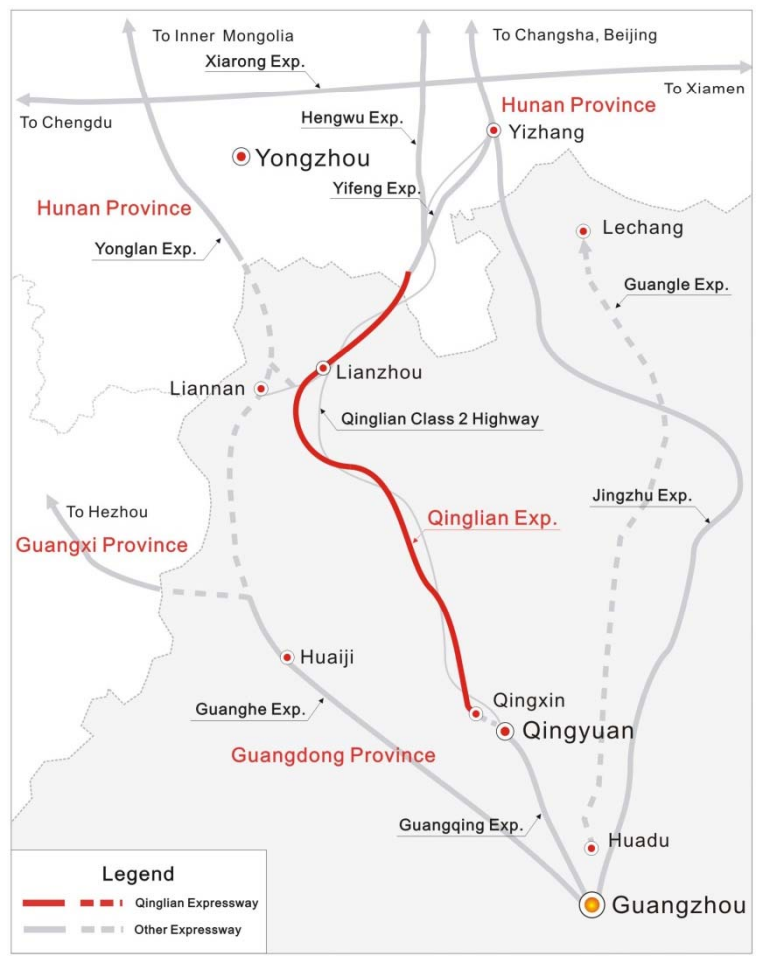 To Inner Mongolia
To Changsha, Beijing
Xiarong Exp.
To Xiamen
Hunan Province
To Chengdu
Hengwu Exp.
Yizhang
Yongzhou
Yifeng Exp.
Hunan Province
Lechang
Yonglan Exp.
Guangle Exp.
Lianzhou
Liannan
Qinglian Class 2 Highway
Jingzhu Exp.
To Hezhou
Qinglian Exp.
Guangxi Province
Huaiji
Qingxin
Guanghe Exp.
Qingyuan
Guangdong Province
Guangqing Exp.
Huadu
Legend
Qinglian Expressway
Guangzhou
Other Expressway